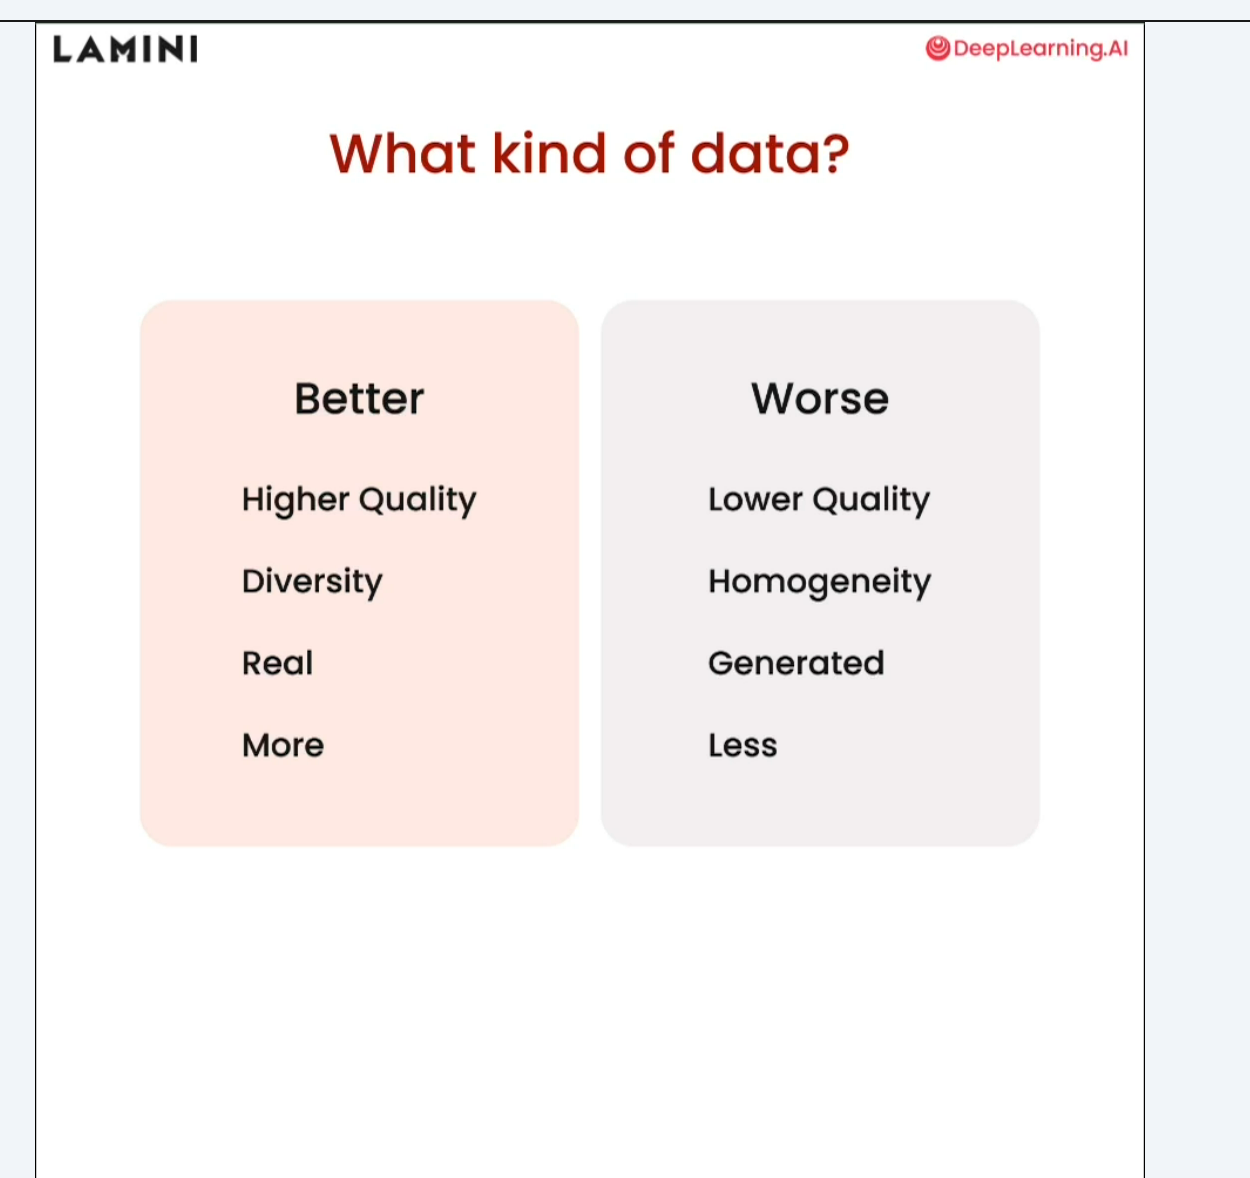 LAMINI
DeepLearning.AI
What kind of data?
Better
Higher Quality
Diversity
Real
More
Worse
Lower Quality
Homogeneity
Generated
Less